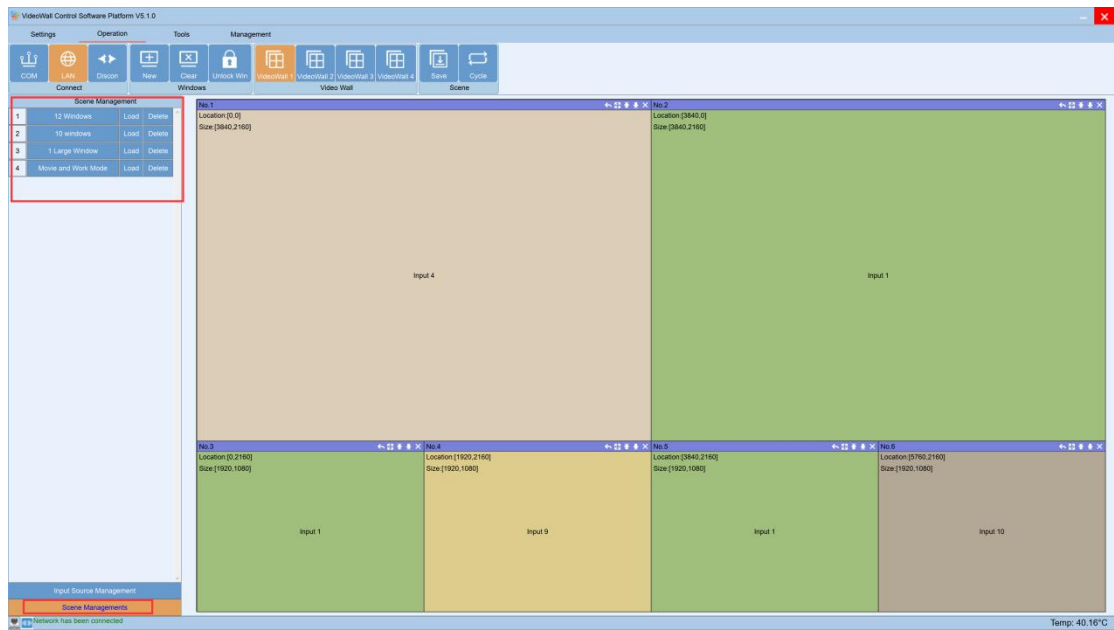 VideoWall Control Software Platform V5.1.0
Settings Operation Tools Management
COM LAN Discon New Clear Unlock Win VideoWall 1 VideoWall 2 VideoWall 3 VideoWall 4 Save Cycle
Connect Windows Video Wall Scene
Scene Management
1 12 Windows Load Delete
2 10 windows Load Delete
3 1 Large Window Load Delete
4 Movie and Work Mode Load Delete
No.1
Location:[0,0]
Size:[3840,2160]
Input 4
No.2
Location:[3840,0]
Size:[3840,2160]
Input 1
No.3
Location:[0,2160]
Size:[1920,1080]
Input 1
No.4
Location:[1920,2160]
Size:[1920,1080]
Input 9
No.5
Location:[3840,2160]
Size:[1920,1080]
Input 1
No.6
Location:[5760,2160]
Size:[1920,1080]
Input 10
Input Source Management
Scene Managements
Network has been connected
Temp: 40.16°C